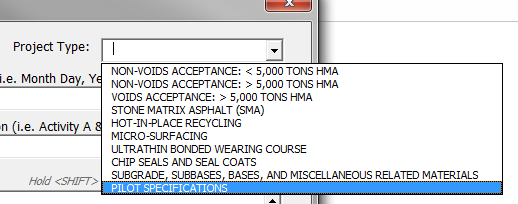 x
Project Type:
i.e. Month Day, Ye
NON-VOIDS ACCEPTANCE: < 5,000 TONS HMA
NON-VOIDS ACCEPTANCE: > 5,000 TONS HMA
VOIDS ACCEPTANCE: > 5,000 TONS HMA
STONE MATRIX ASPHALT (SMA)
HOT-IN-PLACE RECYCLING
on (i.e. Activity A &
MICRO-SURFACING
ULTRATHIN BONDED WEARING COURSE
CHIP SEALS AND SEAL COATS
SUBGRADE, SUBBASES, BASES, AND MISCELLANEOUS RELATED MATERIALS
Hold <SHIFT>
PILOT SPECIFICATIONS